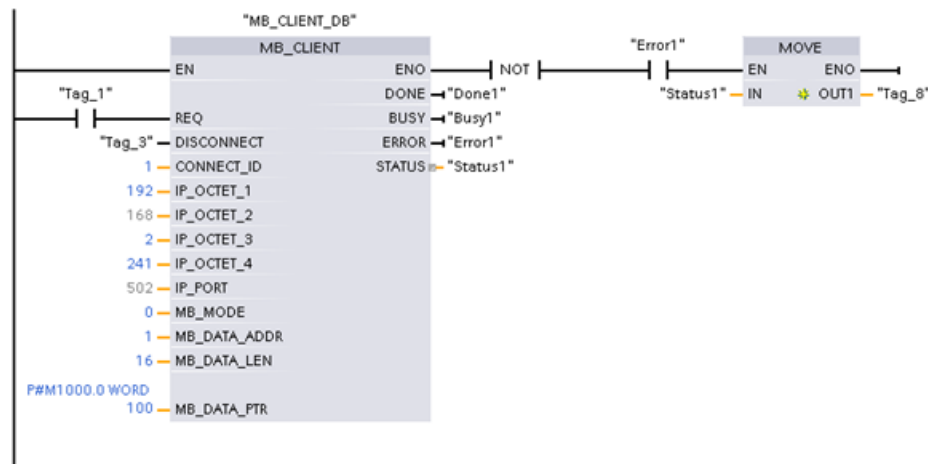 "MB_CLIENT_DB"
MB_CLIENT
"Error1"
MOVE
EN ENO
NOT
EN ENO
"Tag_1"
DONE "Done1"
"Status1" IN OUT1 "Tag_8"
REQ BUSY "Busy1"
"Tag_3" DISCONNECT ERROR "Error1"
1 CONNECT_ID STATUS "Status1"
192 IP_OCTET_1
168 IP_OCTET_2
2 IP_OCTET_3
241 IP_OCTET_4
502 IP_PORT
0 MB_MODE
1 MB_DATA_ADDR
16 MB_DATA_LEN
P#M1000.0 WORD
100 MB_DATA_PTR